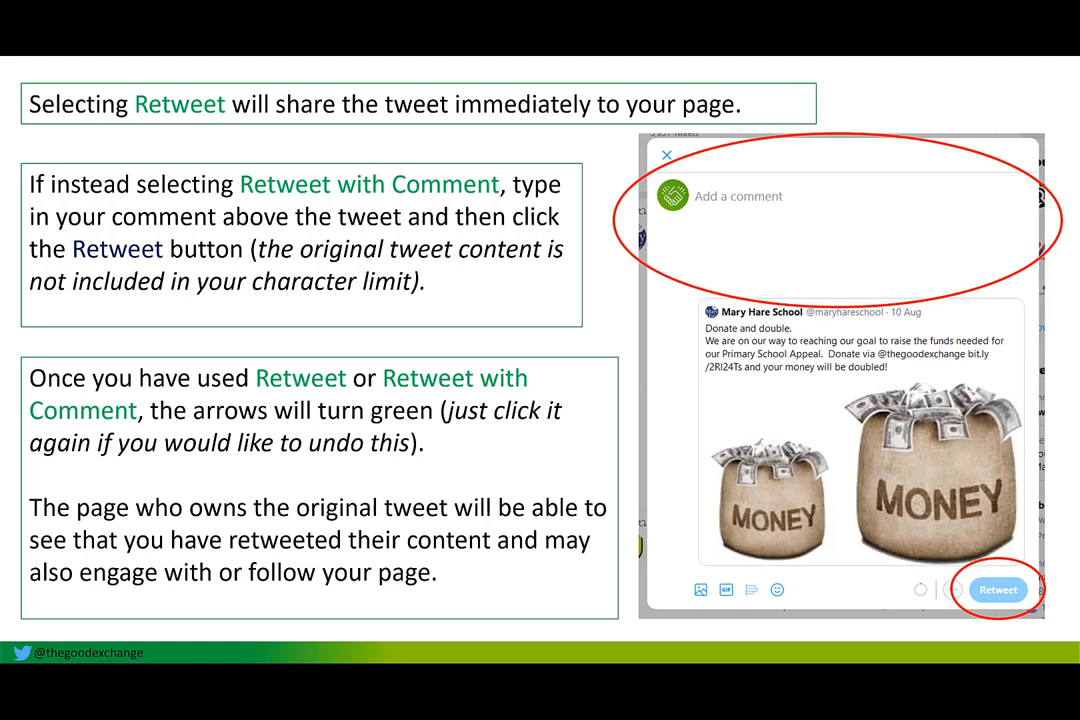 Selecting Retweet will share the tweet immediately to your page.
If instead selecting Retweet with Comment, type
in your comment above the tweet and then click
the Retweet button (the original tweet content is
not included in your character limit).
Once you have used Retweet or Retweet with
Comment, the arrows will turn green (just click it
again if you would like to undo this).
The page who owns the original tweet will be able to
see that you have retweeted their content and may
also engage with or follow your page.
Add a comment
Mary Hare School @maryhareschool · 10 Aug
Donate and double.
We are on our way to reaching our goal to raise the funds needed for
our Primary School Appeal. Donate via @thegoodexchange bit.ly
/2RI24Ts and your money will be doubled!
MONEY
MONEY
GIF
Retweet
@thegoodexchange